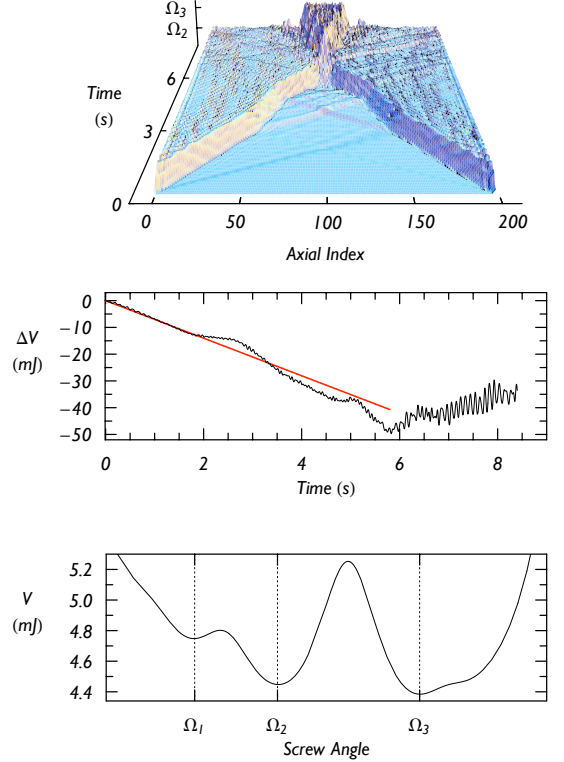 Ω3
Ω2
6
Time
(s)
3
0
0 50 100 150 200
Axial Index
0
−10
ΔV
−20
(mJ)
−30
−40
−50
0 2 4 6 8
Time (s)
5.2
V
5.0
(mJ)
4.8
4.6
4.4
Ω1 Ω2 Ω3
Screw Angle